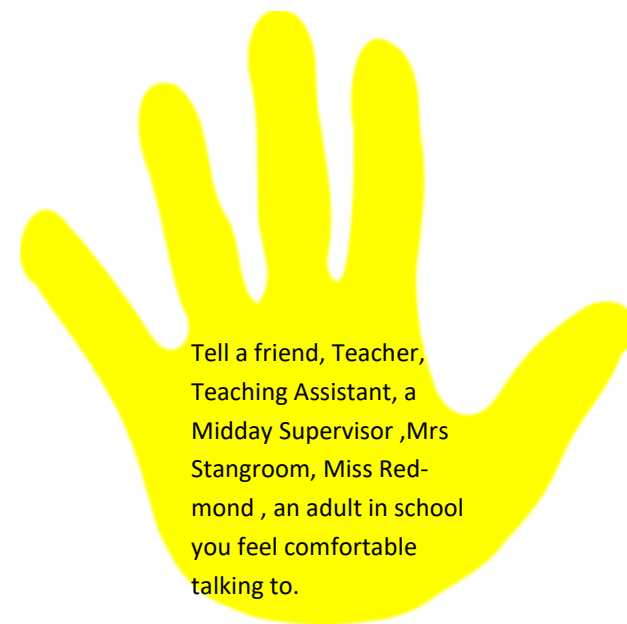 Tell a friend, Teacher,
Teaching Assistant, a
Midday Supervisor ,Mrs
Stangroom, Miss Red-
mond , an adult in school
you feel comfortable
talking to.